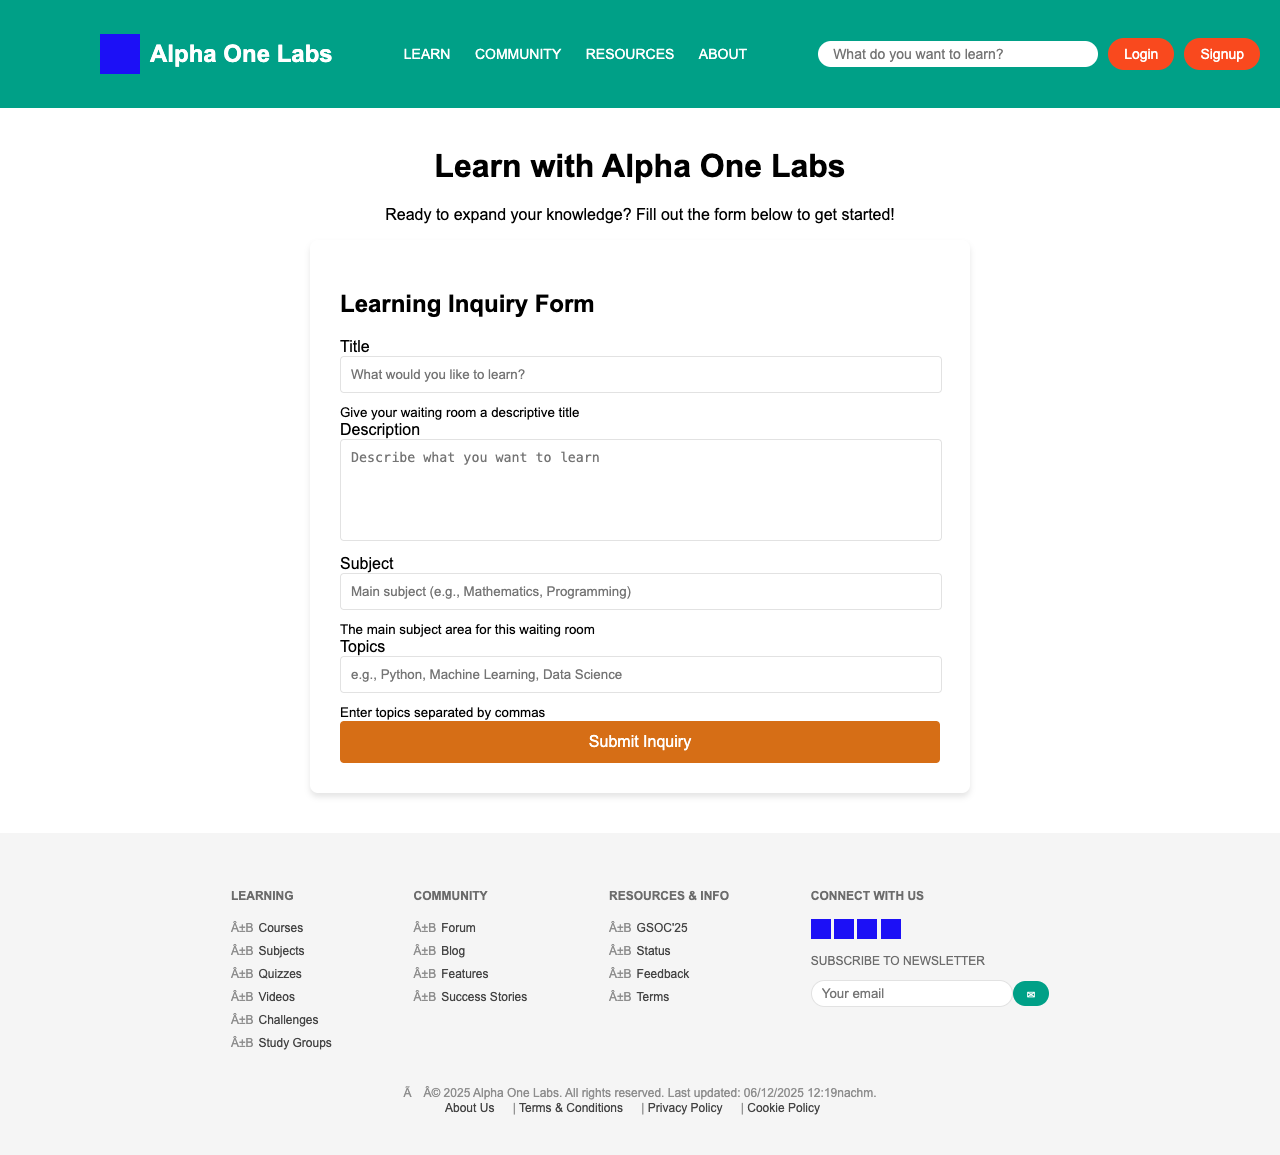 Alpha One Labs
LEARN COMMUNITY RESOURCES ABOUT
What do you want to learn?
Login
Signup
Learn with Alpha One Labs
Ready to expand your knowledge? Fill out the form below to get started!
Learning Inquiry Form
Title
What would you like to learn?
Give your waiting room a descriptive title
Description
Describe what you want to learn
Subject
Main subject (e.g., Mathematics, Programming)
The main subject area for this waiting room
Topics
e.g., Python, Machine Learning, Data Science
Enter topics separated by commas
Submit Inquiry
LEARNING
±B Courses
±B Subjects
±B Quizzes
±B Videos
±B Challenges
±B Study Groups
COMMUNITY
±B Forum
±B Blog
±B Features
±B Success Stories
RESOURCES & INFO
±B GSOC'25
±B Status
±B Feedback
±B Terms
CONNECT WITH US
SUBSCRIBE TO NEWSLETTER
Your email
✉
© 2025 Alpha One Labs. All rights reserved. Last updated: 06/12/2025 12:19nachm.
About Us | Terms & Conditions | Privacy Policy | Cookie Policy